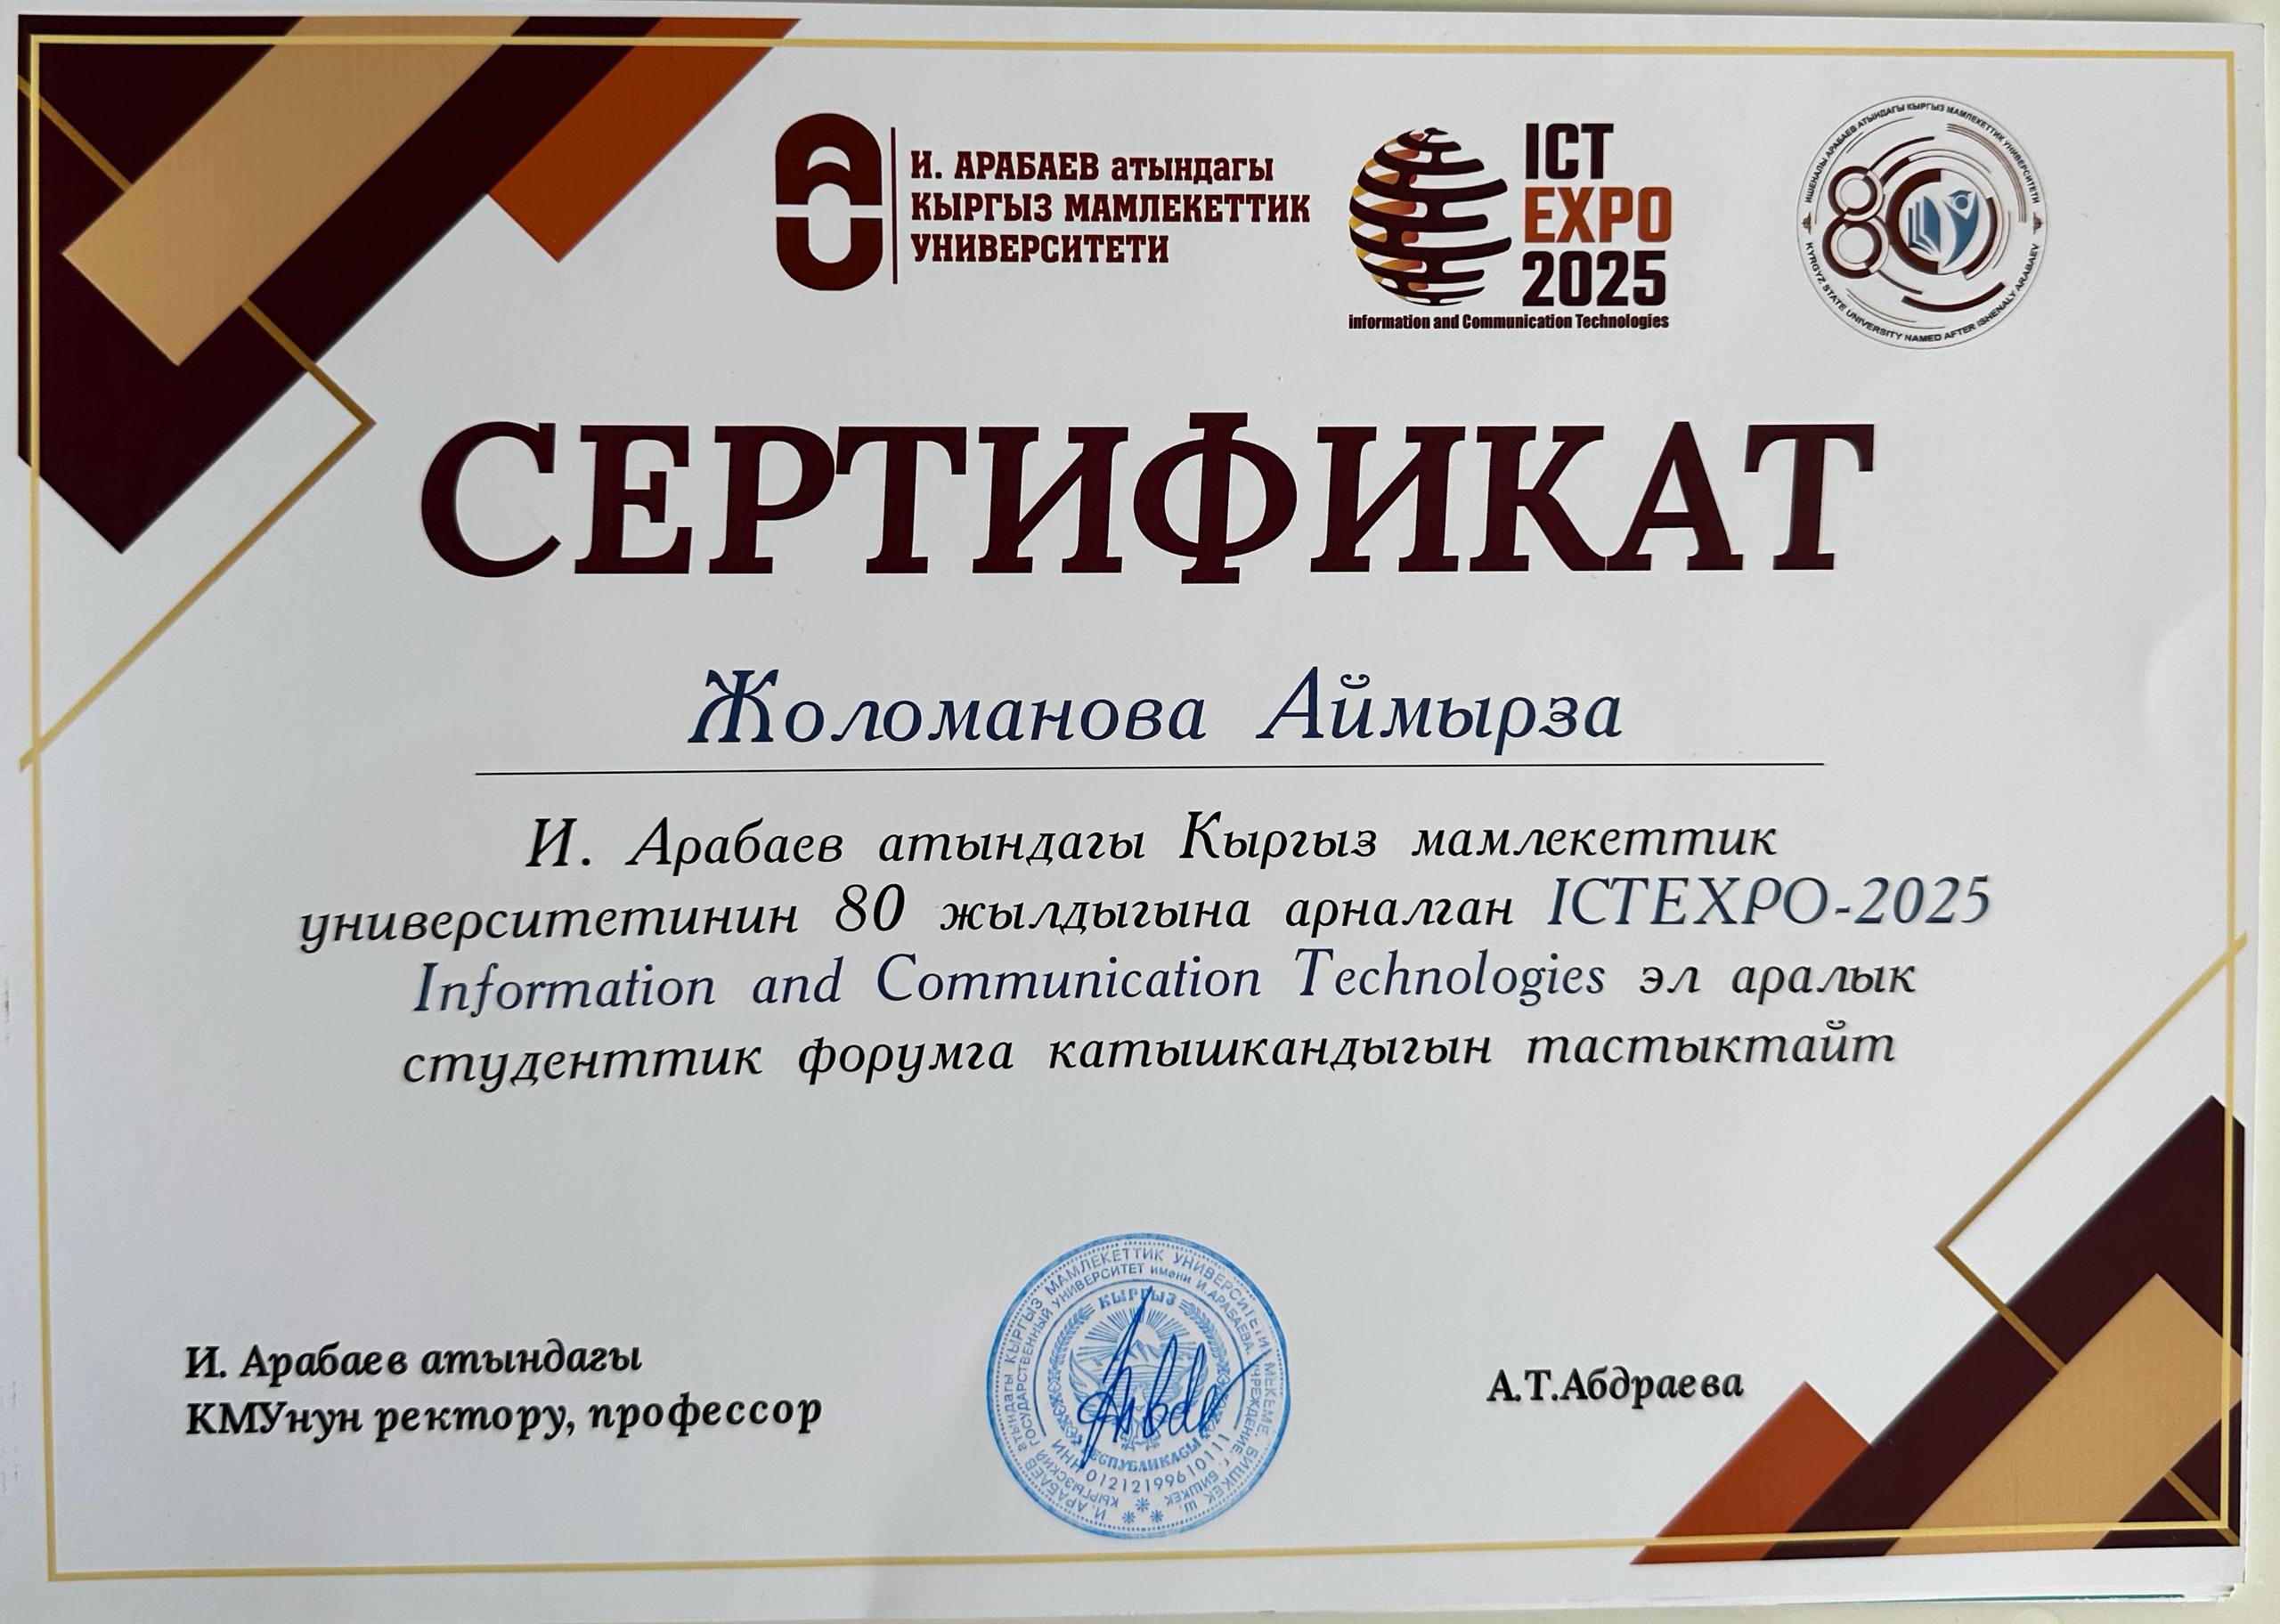 И. АРАБАЕВ атындагы
КЫРГЫЗ МАМЛЕКЕТТИК
УНИВЕРСИТЕТИ
ICT
EXPO
2025
information and Communication Technologies
ИШЕНАЛЫ АРАБАЕВ АТЫНДАГЫ КЫРГЫЗ МАМЛЕКЕТТИК УНИВЕРСИТЕТИ
80
KYRGYZ STATE UNIVERSITY NAMED AFTER ISHENALY ARABAEV
СЕРТИФИКАТ
Жоломанова Аймырза
И. Арабаев атындагы Кыргыз мамлекеттик
университетинин 80 жылдыгына арналган ICTEXPO-2025
Information and Communication Technologies эл аралык
студенттик форумга катышкандыгын тастыктайт
И. Арабаев атындагы
КМУнун ректору, профессор
И. АРАБАЕВ атындагы КЫРГЫЗ МАМЛЕКЕТТИК УНИВЕРСИТЕТИ МЕКЕМЕ, БИШКЕК Ш.
КЫРГЫЗСКИЙ ГОСУДАРСТВЕННЫЙ УНИВЕРСИТЕТ имени И.АРАБАЕВА УЧРЕЖДЕНИЕ, Г. БИШКЕК
КЫРГЫЗ
РЕСПУБЛИКАСЫ
ИНН 01212199610111
А.Т.Абдраева